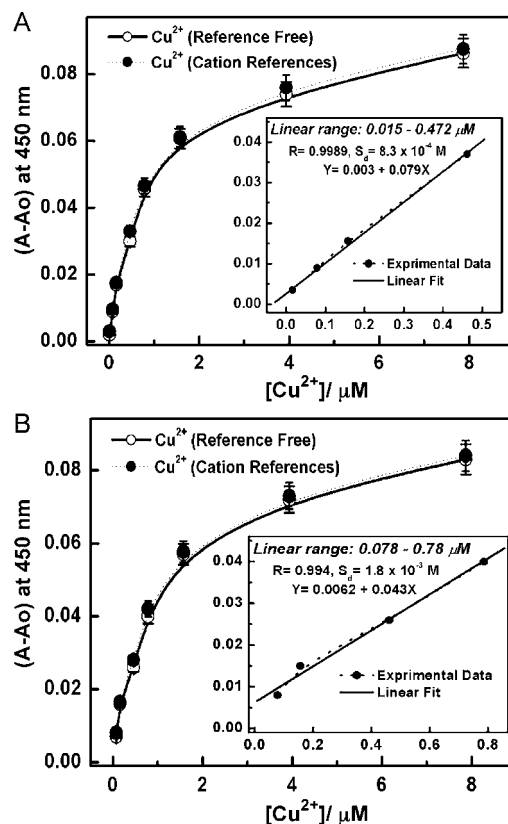 A
Cu2+ (Reference Free)
Cu2+ (Cation References)
(A-Ao) at 450 nm
0.08
0.06
0.04
0.02
0.00
Linear range: 0.015 - 0.472 μM
R= 0.9989, Sd= 8.3 x 10-4 M
Y= 0.003 + 0.079X
0.04
0.03
0.02
0.01
0.00
Exprimental Data
Linear Fit
0.0 0.1 0.2 0.3 0.4 0.5
0 2 4 6 8
[Cu2+]/ μM
B
Cu2+ (Reference Free)
Cu2+ (Cation References)
(A-Ao) at 450 nm
0.08
0.06
0.04
0.02
0.00
Linear range: 0.078 - 0.78 μM
R= 0.994, Sd= 1.8 x 10-3 M
Y= 0.0062 + 0.043X
0.04
0.03
0.02
0.01
0.00
Exprimental Data
Linear Fit
0.0 0.2 0.4 0.6 0.8
0 2 4 6 8
[Cu2+]/ μM